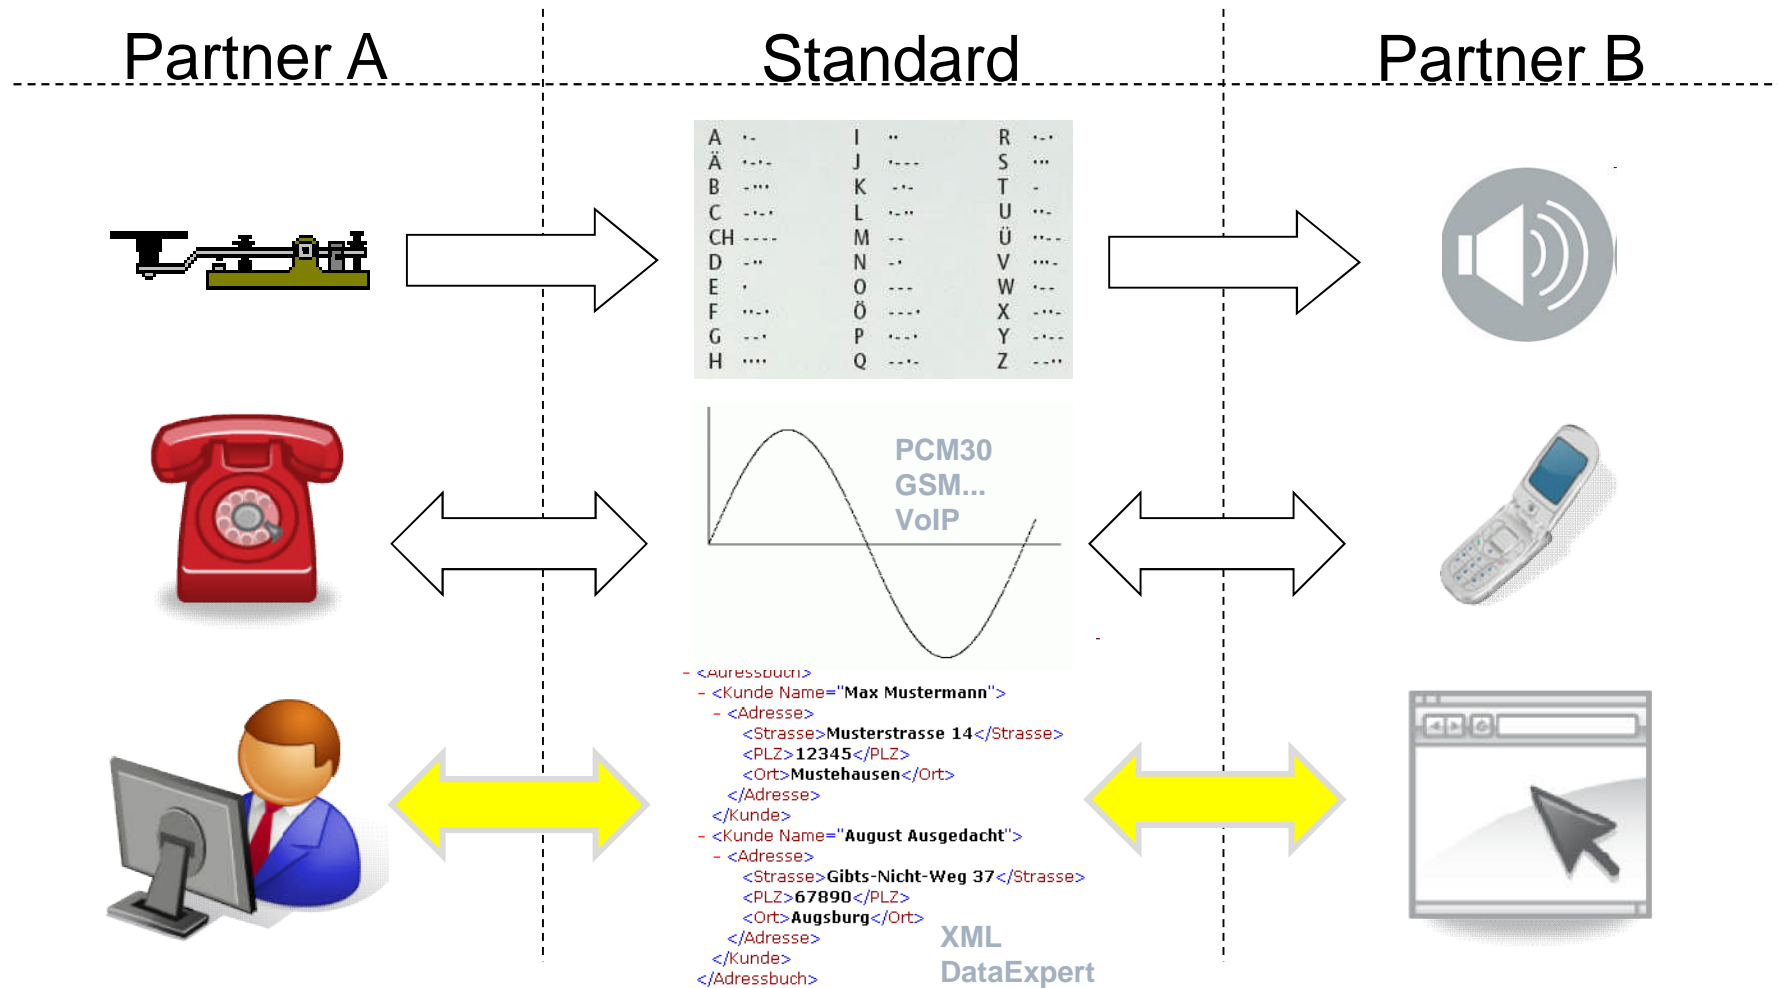 Partner A
Standard
Partner B
A ·- I ·· R ·-·
Ä ·-·- J ·--- S ···
B -··· K -·- T -
C -·-· L ·-·· U ··-
CH ---- M -- Ü ··--
D -·· N -· V ···-
E · O --- W ·--
F ··-· Ö ---· X -··-
G --· P ·--· Y -·--
H ···· Q --·- Z --··
PCM30
GSM...
VoIP
- <Adressbuch>
- <Kunde Name="Max Mustermann">
- <Adresse>
<Strasse>Musterstrasse 14</Strasse>
<PLZ>12345</PLZ>
<Ort>Mustehausen</Ort>
</Adresse>
</Kunde>
- <Kunde Name="August Ausgedacht">
- <Adresse>
<Strasse>Gibts-Nicht-Weg 37</Strasse>
<PLZ>67890</PLZ>
<Ort>Augsburg</Ort>
</Adresse>
</Kunde>
</Adressbuch>
XML
DataExpert